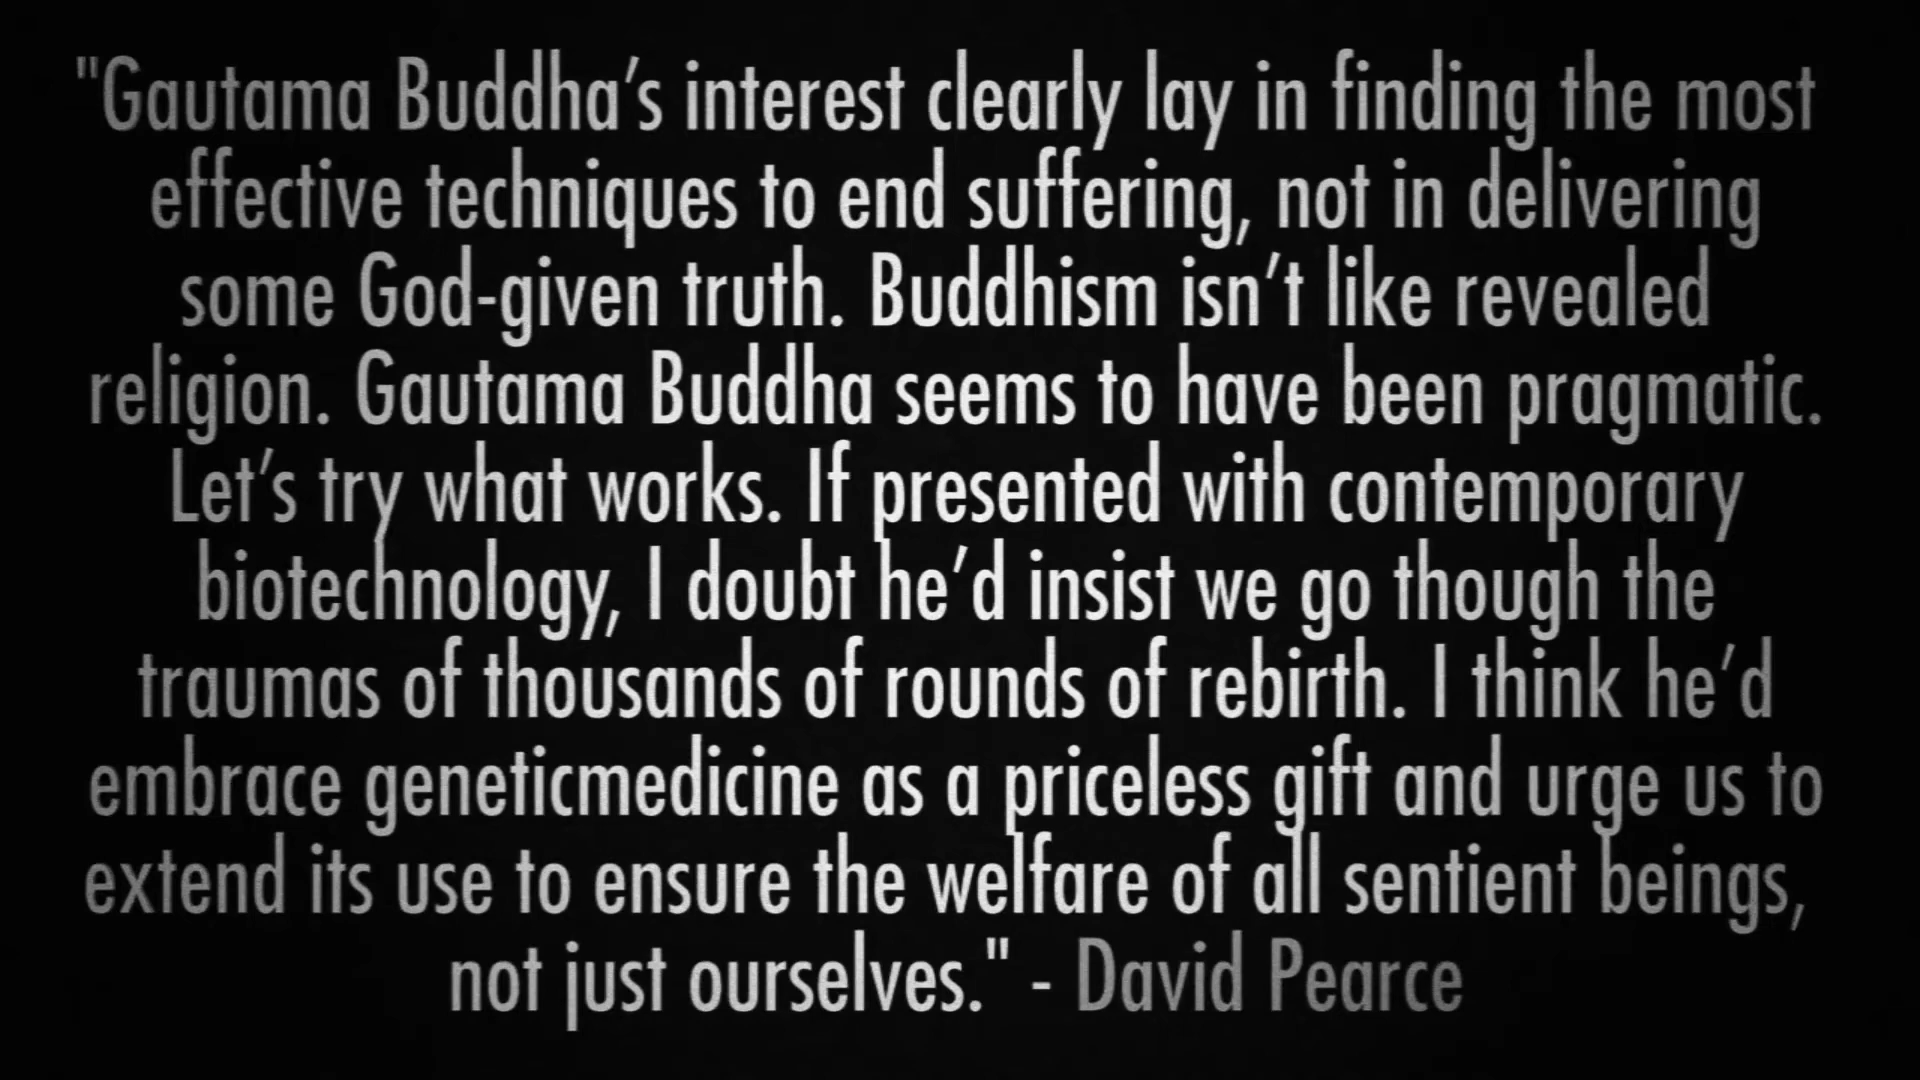 "Gautama Buddha’s interest clearly lay in finding the most
effective techniques to end suffering, not in delivering
some God-given truth. Buddhism isn’t like revealed
religion. Gautama Buddha seems to have been pragmatic.
Let’s try what works. If presented with contemporary
biotechnology, I doubt he’d insist we go though the
traumas of thousands of rounds of rebirth. I think he’d
embrace geneticmedicine as a priceless gift and urge us to
extend its use to ensure the welfare of all sentient beings,
not just ourselves." - David Pearce